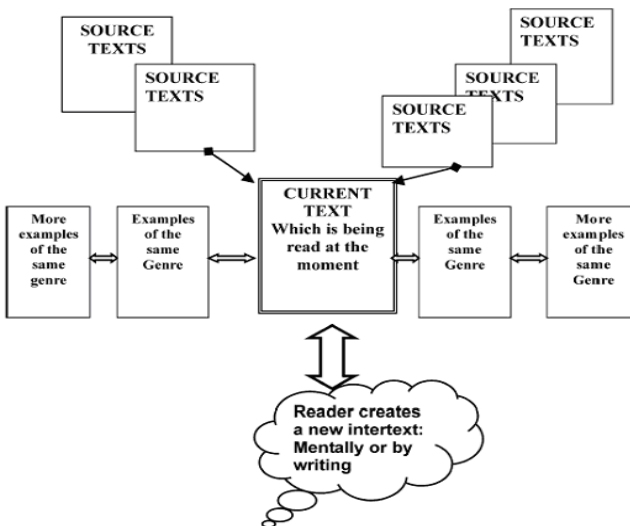 SOURCE
TEXTS
SOURCE
TEXTS
SOURCE
TEXTS
SOURCE
TEXTS
SOURCE
TEXTS
CURRENT
TEXT
Which is being
read at the
moment
More
examples
of the
same
genre
Examples
of the
same
Genre
Examples
of the
same
Genre
More
examples of
the same
Genre
Reader creates
a new intertext:
Mentally or by
writing